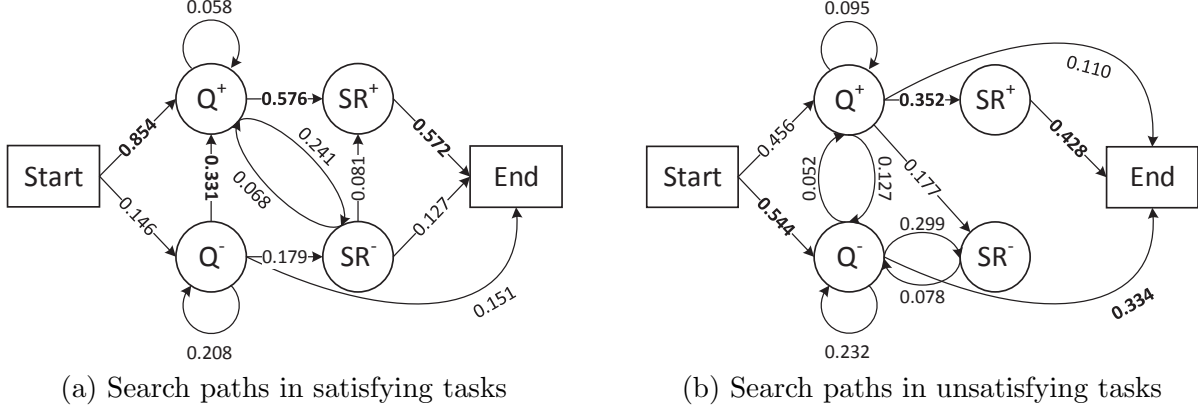 0.058
Q+
0.576
SR+
0.854
0.241
0.572
0.331
0.081
Start
End
0.068
0.146
0.127
Q-
0.179
SR-
0.151
0.208
(a) Search paths in satisfying tasks
0.095
0.110
Q+
0.352
SR+
0.456
0.428
0.052
0.127
0.177
Start
End
0.544
0.299
Q-
SR-
0.078
0.334
0.232
(b) Search paths in unsatisfying tasks